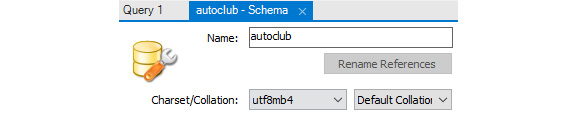 Query 1 autoclub - Schema
Name: autoclub
Rename References
Charset/Collation: utf8mb4 Default Collation